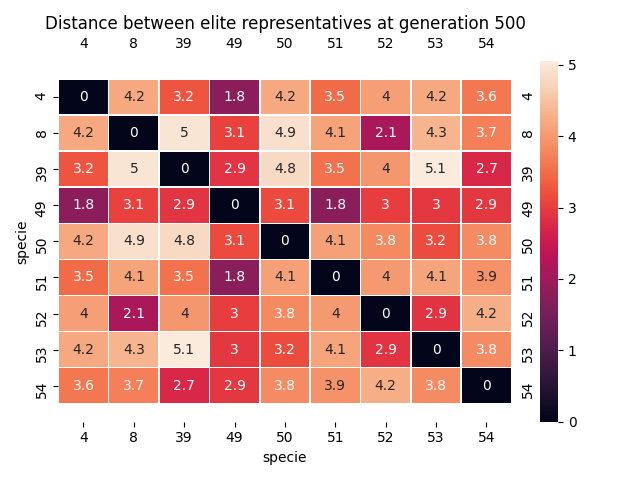 Distance between elite representatives at generation 500
4 8 39 49 50 51 52 53 54
5
4 0 4.2 3.2 1.8 4.2 3.5 4 4.2 3.6 4
8 4.2 0 5 3.1 4.9 4.1 2.1 4.3 3.7 8
4
39 3.2 5 0 2.9 4.8 3.5 4 5.1 2.7 39
49 1.8 3.1 2.9 0 3.1 1.8 3 3 2.9 49
3
specie
50 4.2 4.9 4.8 3.1 0 4.1 3.8 3.2 3.8 50
51 3.5 4.1 3.5 1.8 4.1 0 4 4.1 3.9 51
2
52 4 2.1 4 3 3.8 4 0 2.9 4.2 52
53 4.2 4.3 5.1 3 3.2 4.1 2.9 0 3.8 53
1
54 3.6 3.7 2.7 2.9 3.8 3.9 4.2 3.8 0 54
0
4 8 39 49 50 51 52 53 54
specie